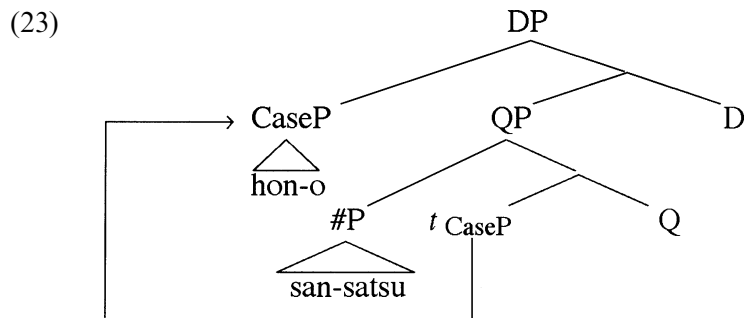 (23) DP
CaseP QP D
hon-o
#P t CaseP Q
san-satsu